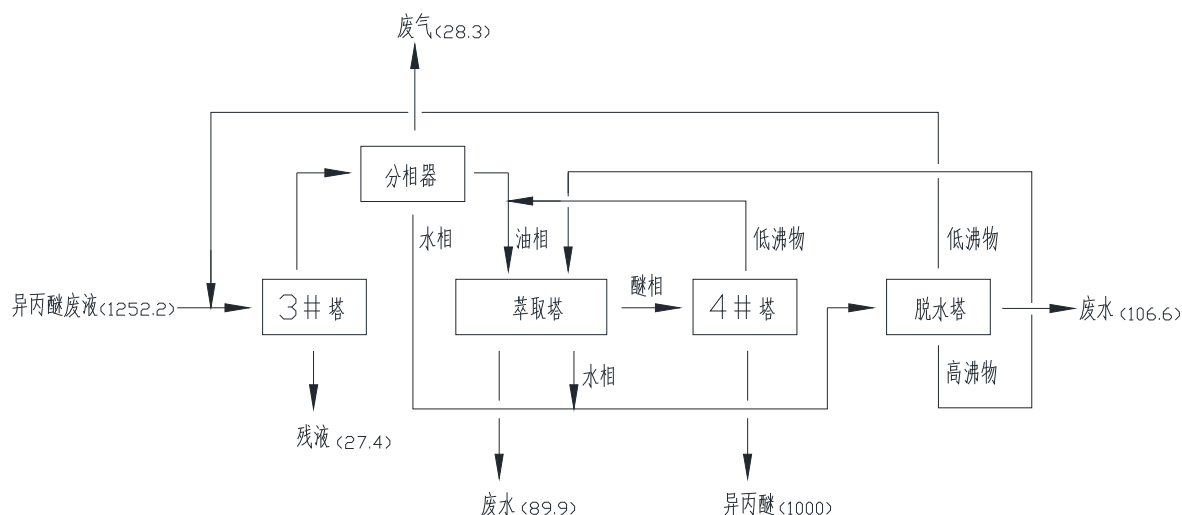 废气(28.3)
分相器
水相
油相
低沸物
低沸物
异丙醚废液(1252.2)
3#塔
萃取塔
醚相
4#塔
脱水塔
废水(106.6)
水相
高沸物
残液(27.4)
废水(89.9)
异丙醚(1000)